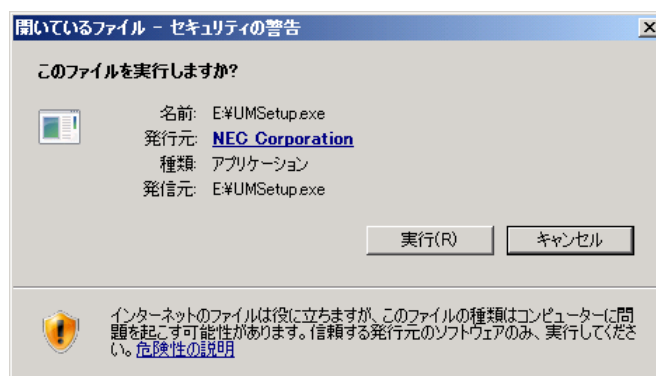 開いているファイル - セキュリティの警告
このファイルを実行しますか?
名前: E:¥UMSetup.exe
発行元: NEC Corporation
種類: アプリケーション
発信元: E:¥UMSetup.exe
実行(R) キャンセル
インターネットのファイルは役に立ちますが、このファイルの種類はコンピューターに問
題を起こす可能性があります。信頼する発行元のソフトウェアのみ、実行してくださ
い。危険性の説明